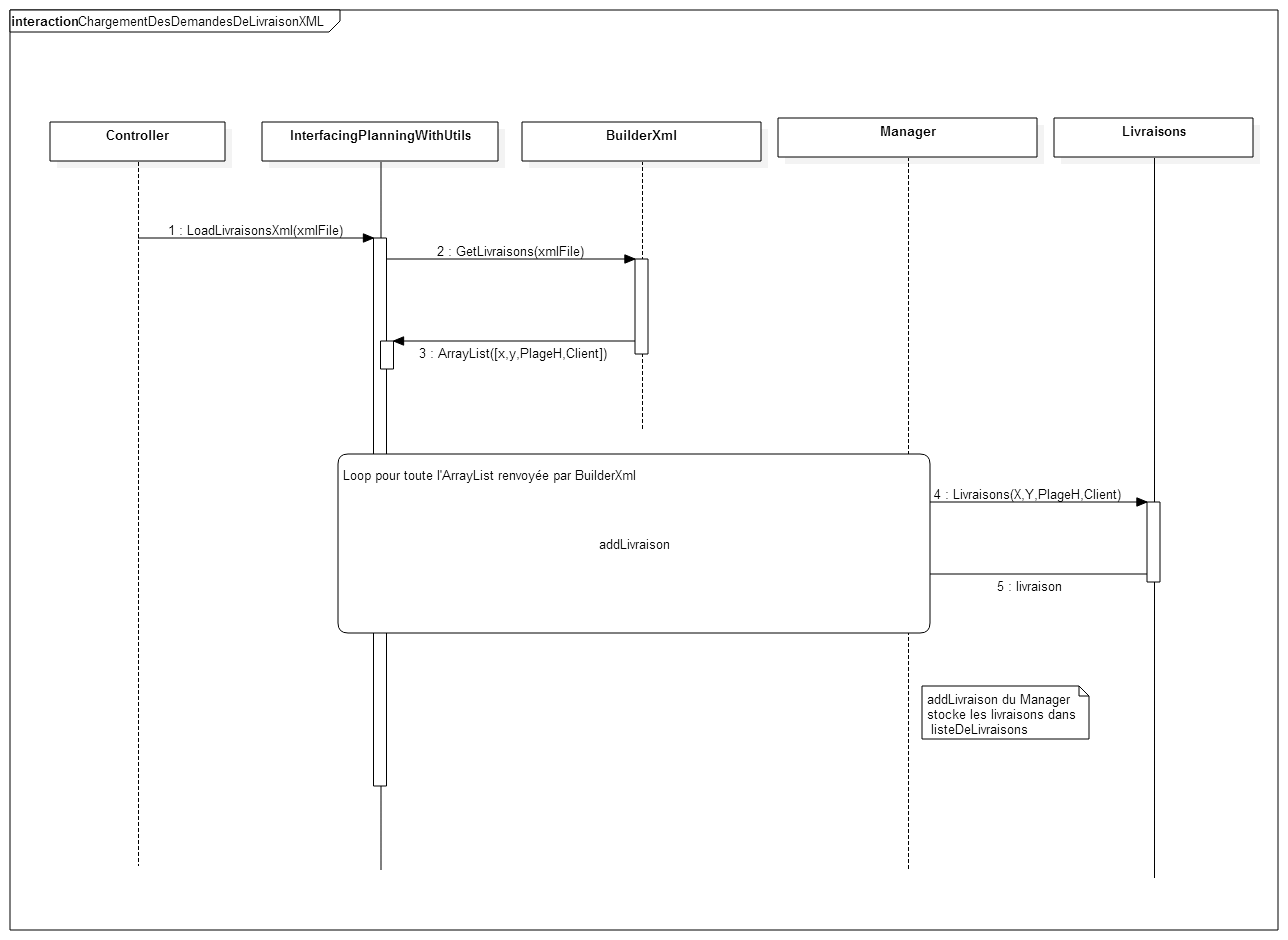 interactionChargementDesDemandesDeLivraisonXML
Controller
InterfacingPlanningWithUtils
BuilderXml
Manager
Livraisons
1 : LoadLivraisonsXml(xmlFile)
2 : GetLivraisons(xmlFile)
3 : ArrayList([x,y,PlageH,Client])
Loop pour toute l'ArrayList renvoyée par BuilderXml
4 : Livraisons(X,Y,PlageH,Client)
addLivraison
5 : livraison
addLivraison du Manager
stocke les livraisons dans
listeDeLivraisons